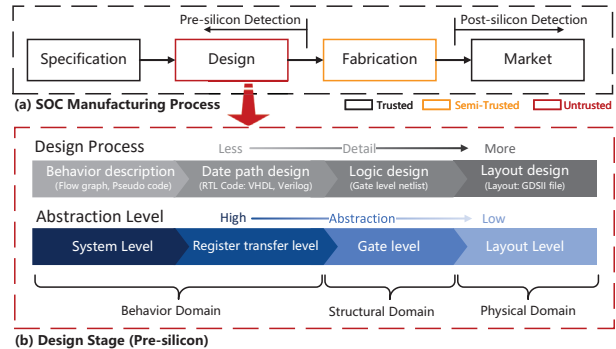 Pre-silicon Detection
Post-silicon Detection
Specification
Design
Fabrication
Market
(a) SOC Manufacturing Process
Trusted
Semi-Trusted
Untrusted
Design Process
Less
Detail
More
Behavior description
(Flow graph, Pseudo code)
Date path design
(RTL Code: VHDL, Verilog)
Logic design
(Gate level netlist)
Layout design
(Layout: GDSII file)
Abstraction Level
High
Abstraction
Low
System Level
Register transfer level
Gate level
Layout Level
Behavior Domain
Structural Domain
Physical Domain
(b) Design Stage (Pre-silicon)